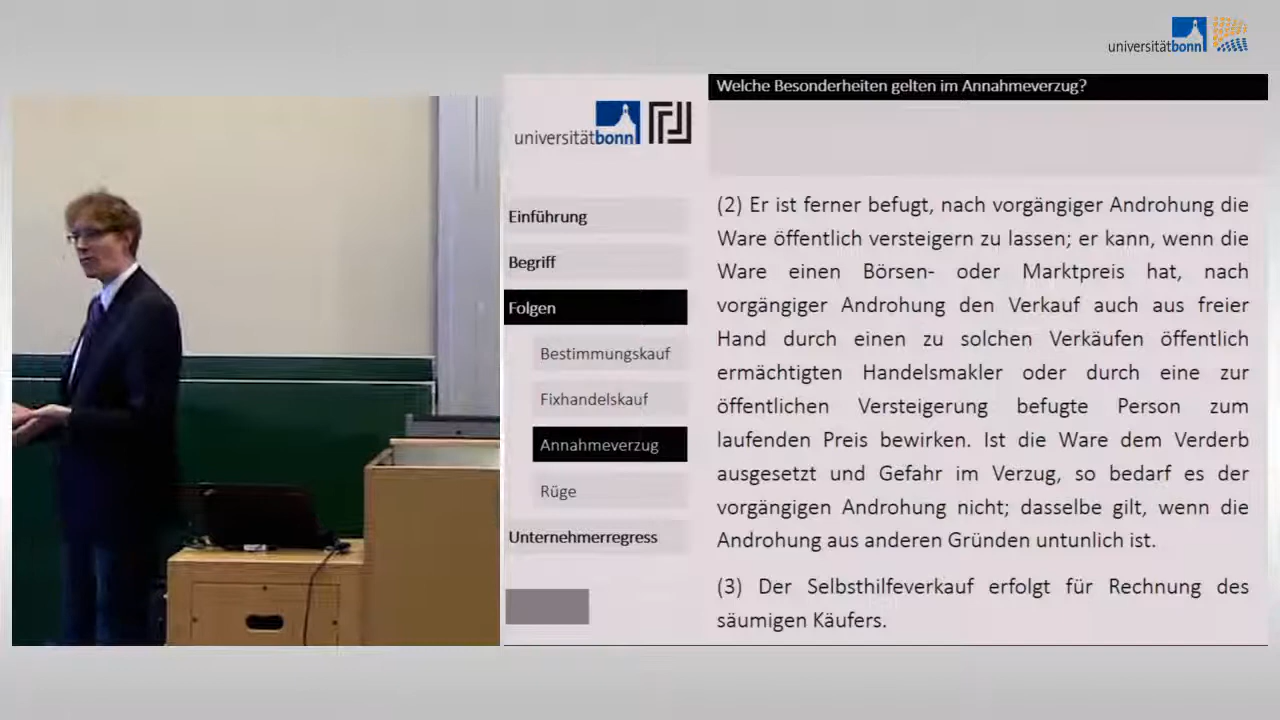 universitätbonn
Welche Besonderheiten gelten im Annahmeverzug?
universitätbonn
Einführung
Begriff
Folgen
Bestimmungskauf
Fixhandelskauf
Annahmeverzug
Rüge
Unternehmerregress
(2) Er ist ferner befugt, nach vorgängiger Androhung die
Ware öffentlich versteigern zu lassen; er kann, wenn die
Ware einen Börsen- oder Marktpreis hat, nach
vorgängiger Androhung den Verkauf auch aus freier
Hand durch einen zu solchen Verkäufen öffentlich
ermächtigten Handelsmakler oder durch eine zur
öffentlichen Versteigerung befugte Person zum
laufenden Preis bewirken. Ist die Ware dem Verderb
ausgesetzt und Gefahr im Verzug, so bedarf es der
vorgängigen Androhung nicht; dasselbe gilt, wenn die
Androhung aus anderen Gründen untunlich ist.
(3) Der Selbsthilfeverkauf erfolgt für Rechnung des
säumigen Käufers.